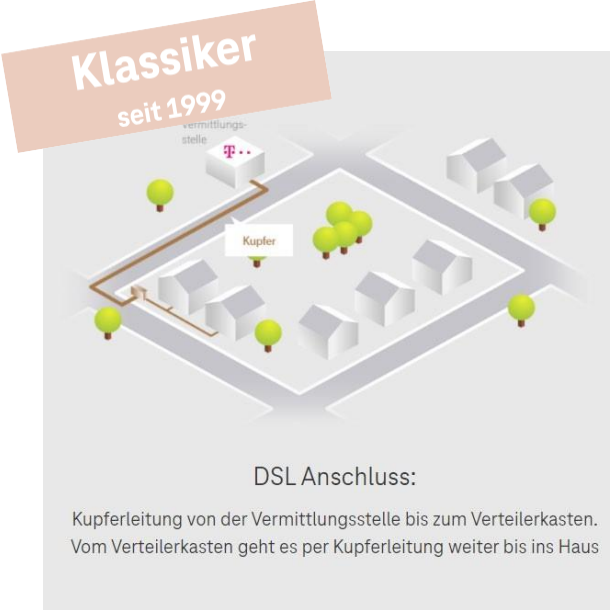 Klassiker
seit 1999
Vermittlungs-
stelle
T
Kupfer
DSL Anschluss:
Kupferleitung von der Vermittlungsstelle bis zum Verteilerkasten.
Vom Verteilerkasten geht es per Kupferleitung weiter bis ins Haus